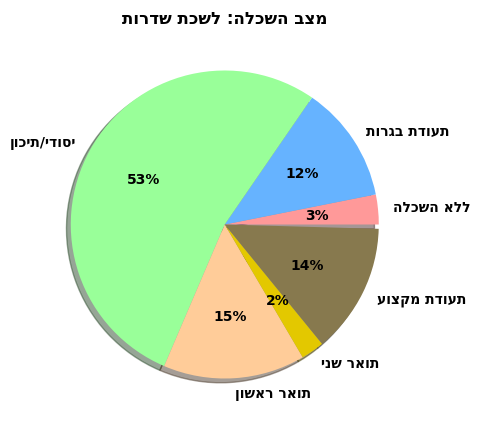 מצב השכלה: לשכת שדרות
תעודת בגרות
יסודי/תיכון
53%
12%
ללא השכלה
3%
14%
תעודת מקצוע
2%
15%
תואר שני
תואר ראשון